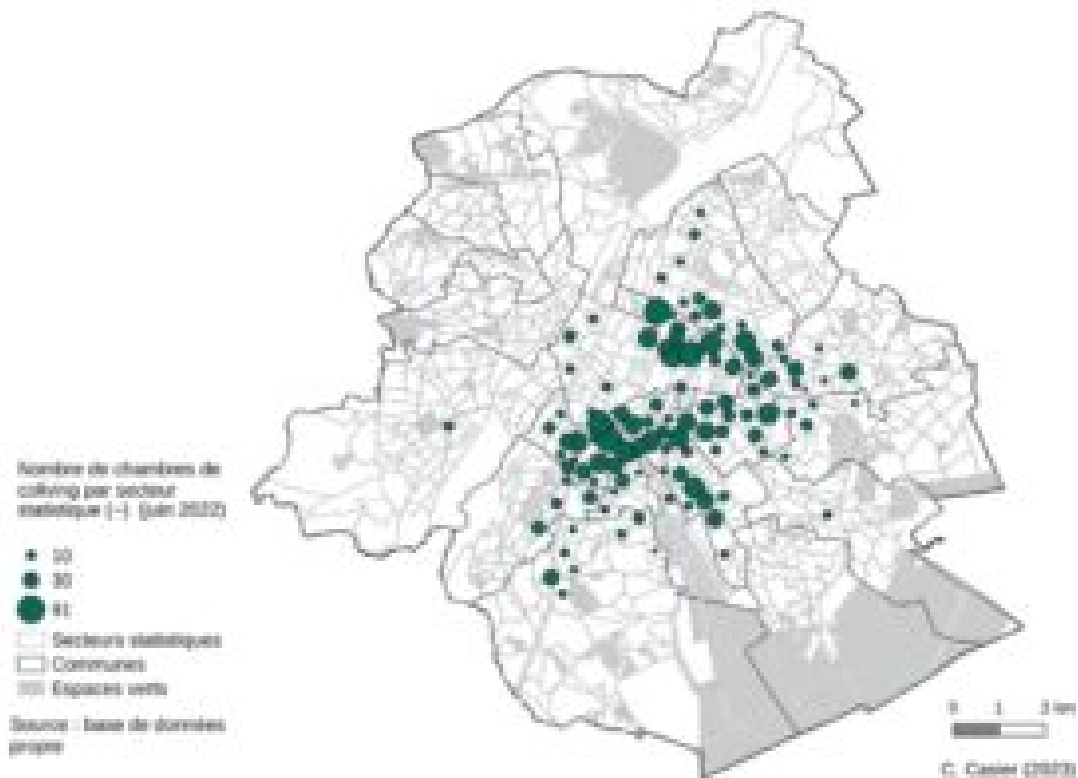 Nombre de chambres de
coliving par secteur
statistique (-) (juin 2022)
10
30
81
Secteurs statistiques
Communes
Espaces verts
Source : base de données
propre
0 1 2 km
C. Casier (2023)